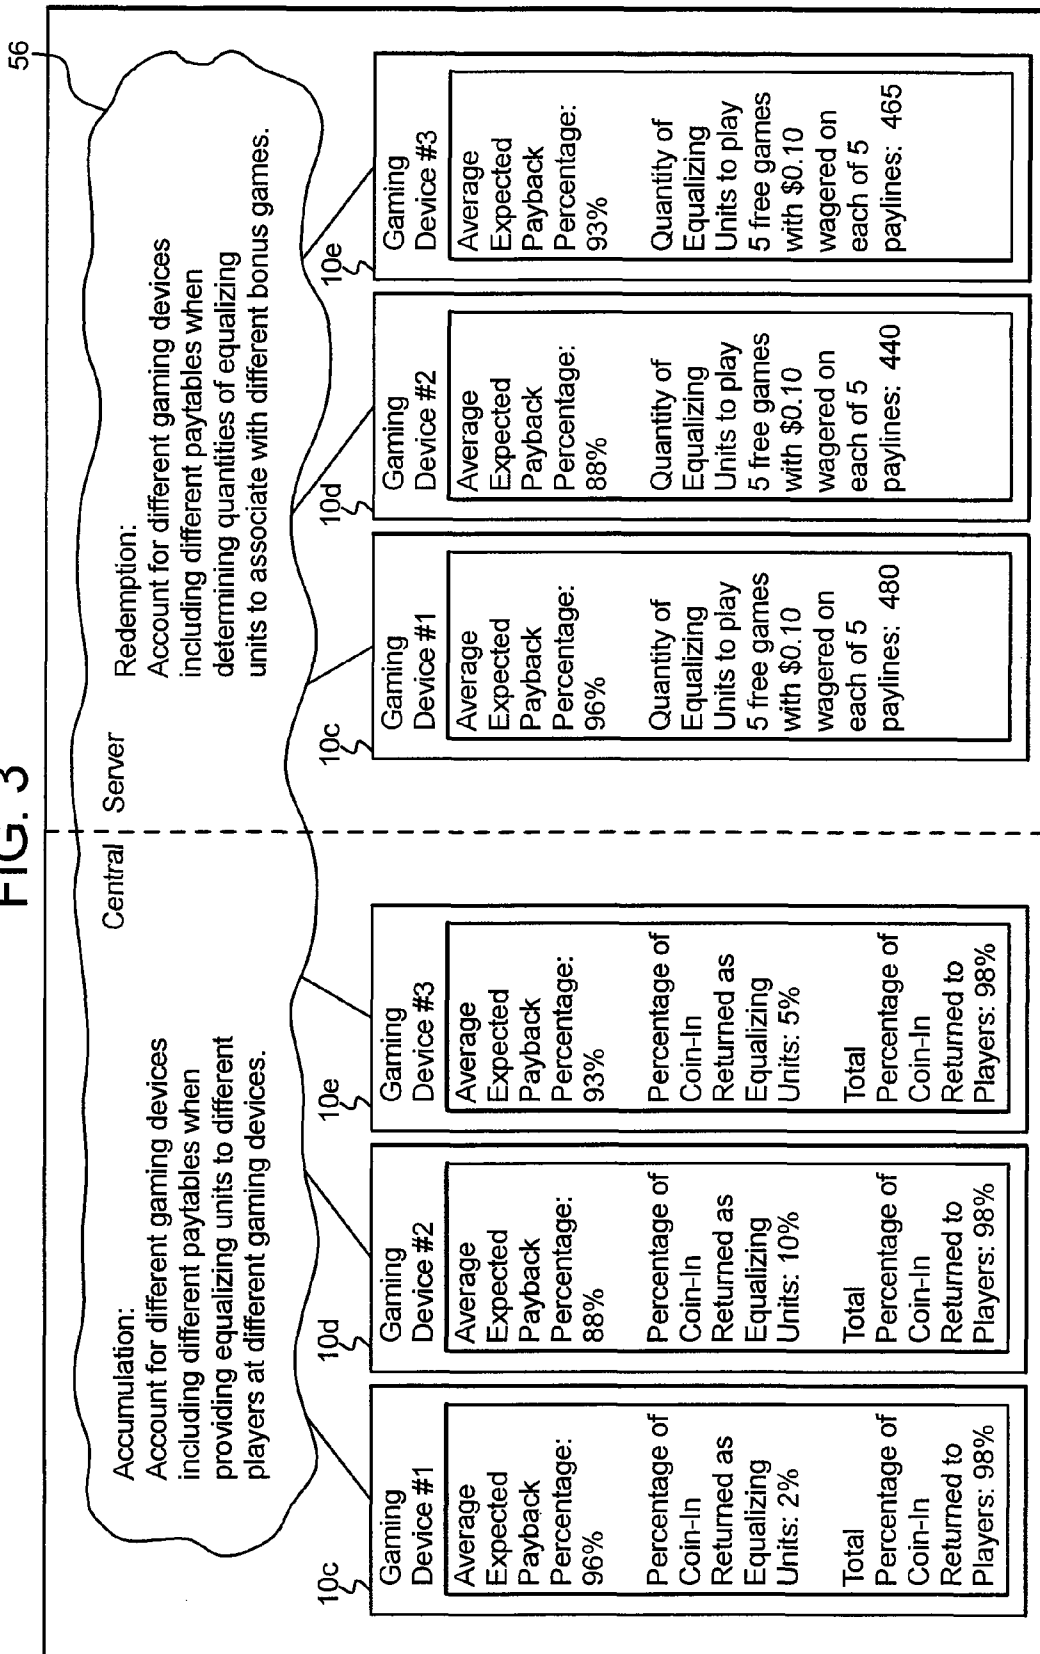 FIG. 3
56
Central Server
Accumulation:
Account for different gaming devices
including different paytables when
providing equalizing units to different
players at different gaming devices.
Redemption:
Account for different gaming devices
including different paytables when
determining quantities of equalizing
units to associate with different bonus games.
10c
Gaming
Device #1
Average
Expected
Payback
Percentage:
96%
Percentage of
Coin-In
Returned as
Equalizing
Units: 2%
Total
Percentage of
Coin-In
Returned to
Players: 98%
10d
Gaming
Device #2
Average
Expected
Payback
Percentage:
88%
Percentage of
Coin-In
Returned as
Equalizing
Units: 10%
Total
Percentage of
Coin-In
Returned to
Players: 98%
10e
Gaming
Device #3
Average
Expected
Payback
Percentage:
93%
Percentage of
Coin-In
Returned as
Equalizing
Units: 5%
Total
Percentage of
Coin-In
Returned to
Players: 98%
10c
Gaming
Device #1
Average
Expected
Payback
Percentage:
96%
Quantity of
Equalizing
Units to play
5 free games
with $0.10
wagered on
each of 5
paylines: 480
10d
Gaming
Device #2
Average
Expected
Payback
Percentage:
88%
Quantity of
Equalizing
Units to play
5 free games
with $0.10
wagered on
each of 5
paylines: 440
10e
Gaming
Device #3
Average
Expected
Payback
Percentage:
93%
Quantity of
Equalizing
Units to play
5 free games
with $0.10
wagered on
each of 5
paylines: 465